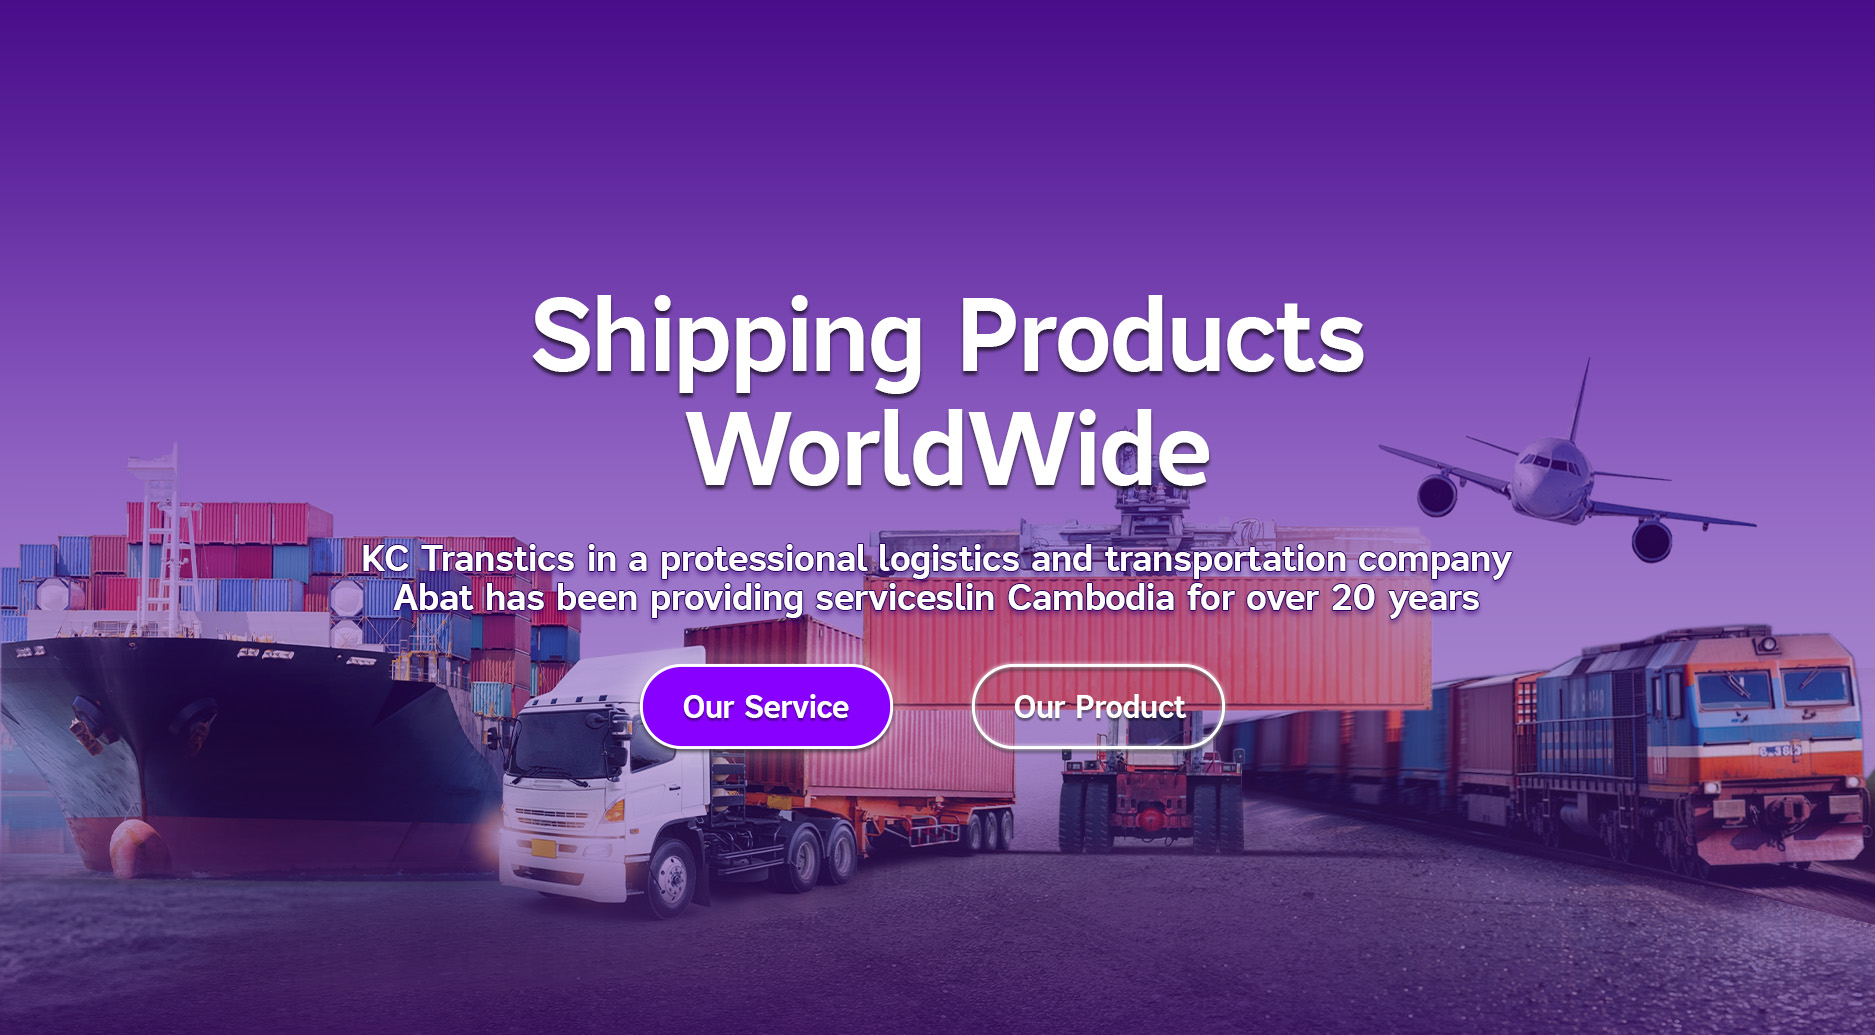 Shipping Products
WorldWide
KC Transtics in a protessional logistics and transportation company
Abat has been providing serviceslin Cambodia for over 20 years
Our Service
Our Product